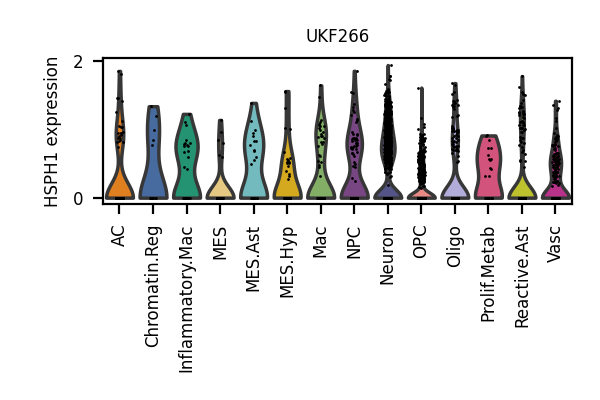 UKF266
HSPH1 expression
2
0
AC
Chromatin.Reg
Inflammatory.Mac
MES
MES.Ast
MES.Hyp
Mac
NPC
Neuron
OPC
Oligo
Prolif.Metab
Reactive.Ast
Vasc